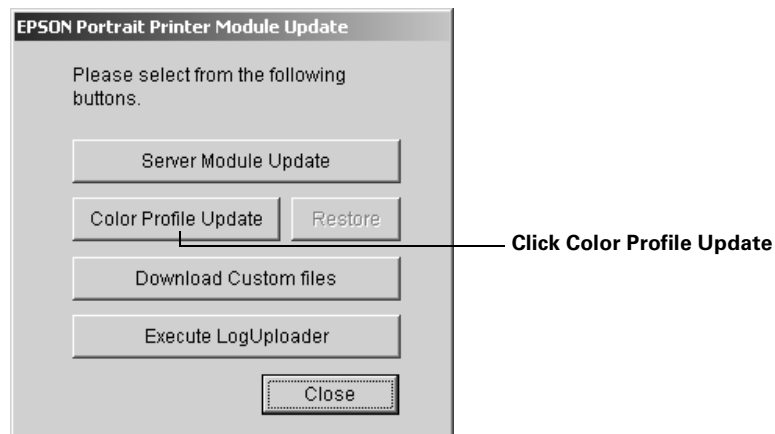 EPSON Portrait Printer Module Update
Please select from the following
buttons.
Server Module Update
Color Profile Update
Restore
Click Color Profile Update
Download Custom files
Execute LogUploader
Close